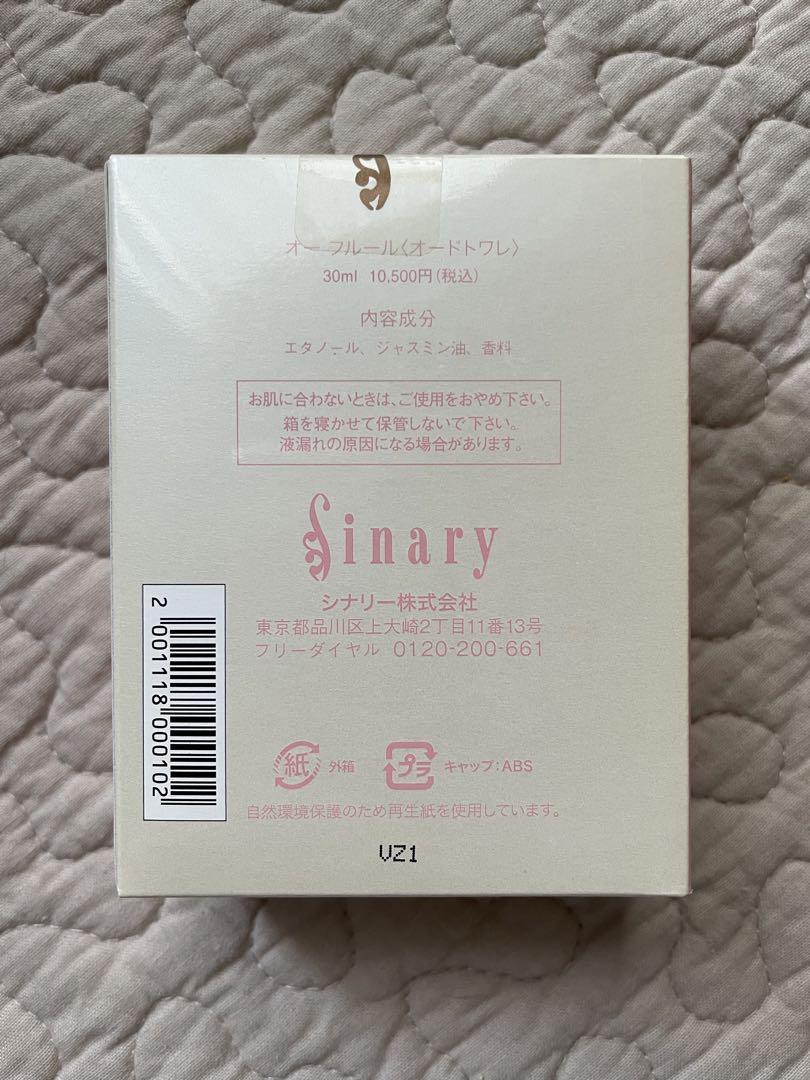 オー フルール〈オードトワレ〉
30ml 10,500円(税込)
内容成分
エタノール、ジャスミン油、香料
お肌に合わないときは、ご使用をおやめ下さい。
箱を寝かせて保管しないで下さい。
液漏れの原因になる場合があります。
Sinary
シナリー株式会社
東京都品川区上大崎2丁目11番13号
フリーダイヤル 0120-200-661
2 001118 000102
紙 外箱 プラ キャップ:ABS
自然環境保護のため再生紙を使用しています。
VZ1